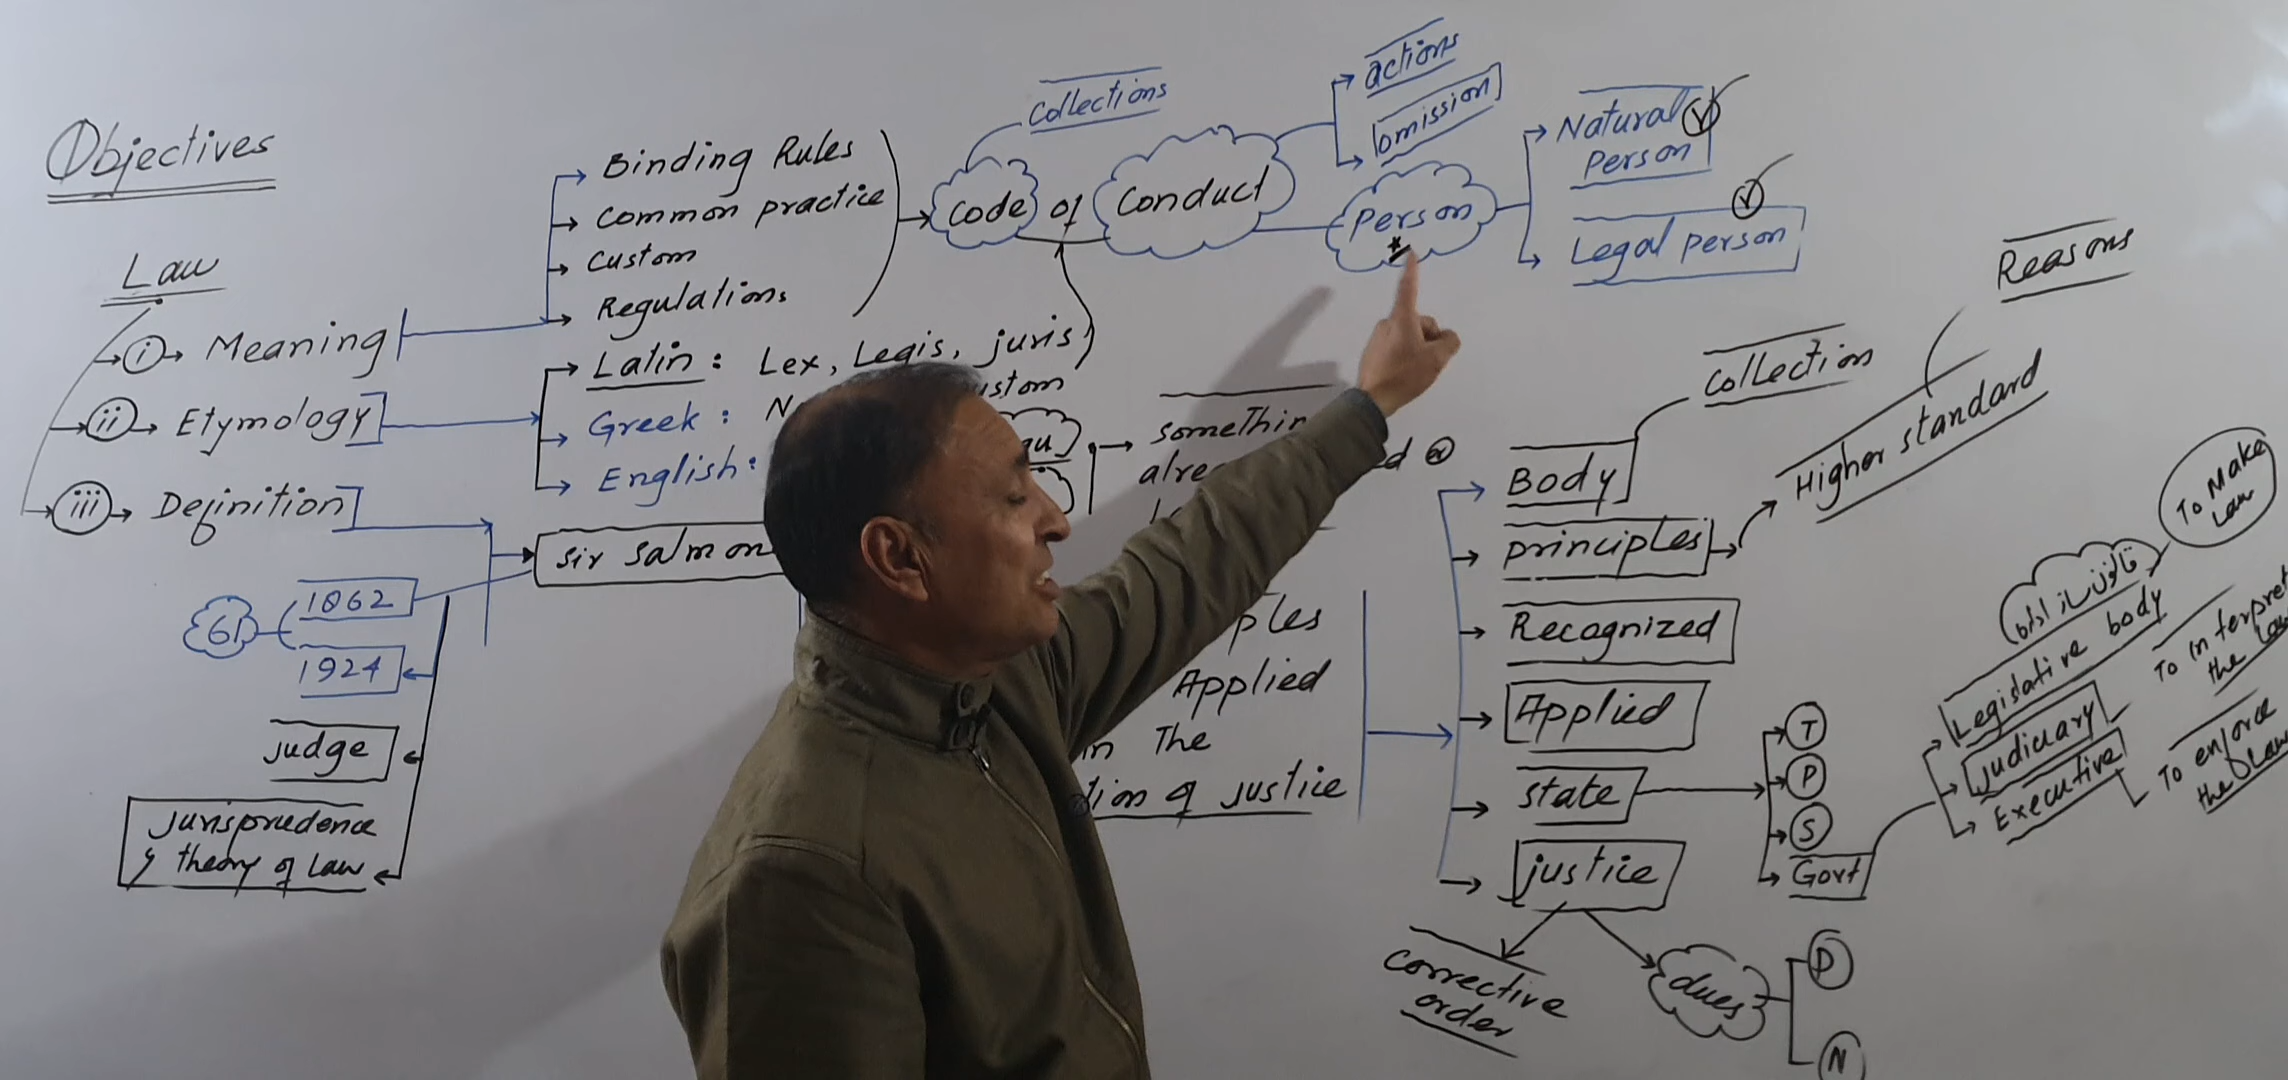 Objectives
Law
i → Meaning
ii → Etymology
iii → Definition
Binding Rules
Common practice
Custom
Regulations
Collections
Code of Conduct
actions
omission
Person
Natural
Person
Legal person
Latin : Lex, Legis, juris
Greek :
English :
Sir Salmon
1862
1924
61
judge
jurisprudence
theory of Law
Applied
in The
of justice
Body
Collection
principles
Higher standard
Reasons
Recognized
Applied
state
T
P
S
Govt
Legislative body
قانون ساز ادارہ
To Make
Law
Judiciary
To interpret
the Law
Executive
To enforce
the Law
justice
corrective
order
dues
D
N